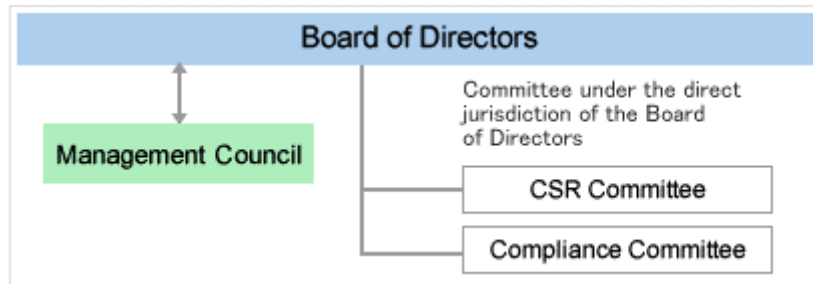 Board of Directors
Committee under the direct
jurisdiction of the Board
of Directors
Management Council
CSR Committee
Compliance Committee